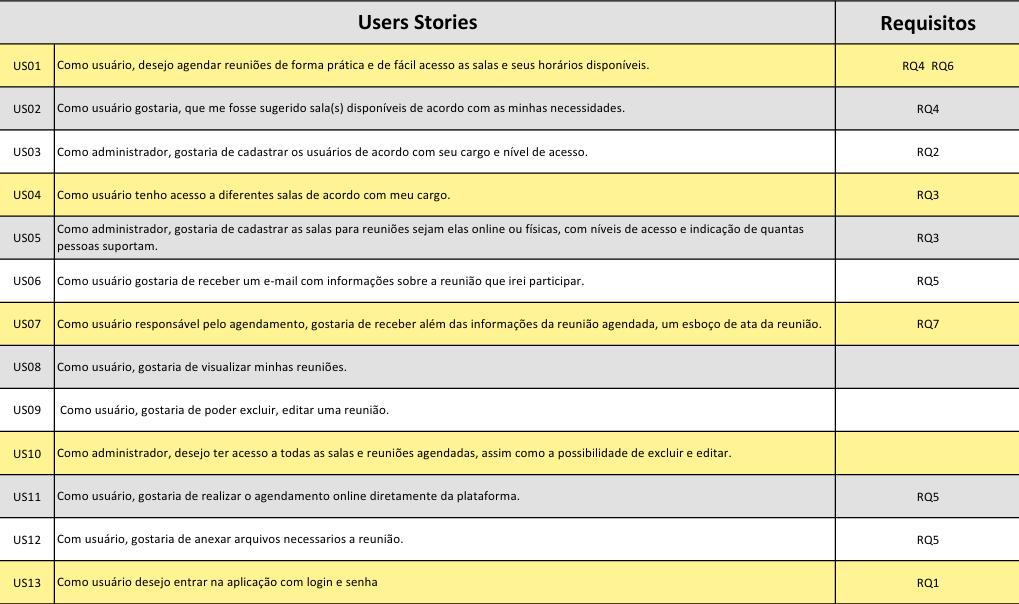 Users Stories Requisitos
US01 Como usuário, desejo agendar reuniões de forma prática e de fácil acesso as salas e seus horários disponíveis. RQ4 RQ6
US02 Como usuário gostaria, que me fosse sugerido sala(s) disponíveis de acordo com as minhas necessidades. RQ4
US03 Como administrador, gostaria de cadastrar os usuários de acordo com seu cargo e nível de acesso. RQ2
US04 Como usuário tenho acesso a diferentes salas de acordo com meu cargo. RQ3
US05 Como administrador, gostaria de cadastrar as salas para reuniões sejam elas online ou físicas, com níveis de acesso e indicação de quantas
pessoas suportam. RQ3
US06 Como usuário gostaria de receber um e-mail com informações sobre a reunião que irei participar. RQ5
US07 Como usuário responsável pelo agendamento, gostaria de receber além das informações da reunião agendada, um esboço de ata da reunião. RQ7
US08 Como usuário, gostaria de visualizar minhas reuniões.
US09 Como usuário, gostaria de poder excluir, editar uma reunião.
US10 Como administrador, desejo ter acesso a todas as salas e reuniões agendadas, assim como a possibilidade de excluir e editar.
US11 Como usuário, gostaria de realizar o agendamento online diretamente da plataforma. RQ5
US12 Com usuário, gostaria de anexar arquivos necessarios a reunião. RQ5
US13 Como usuário desejo entrar na aplicação com login e senha RQ1